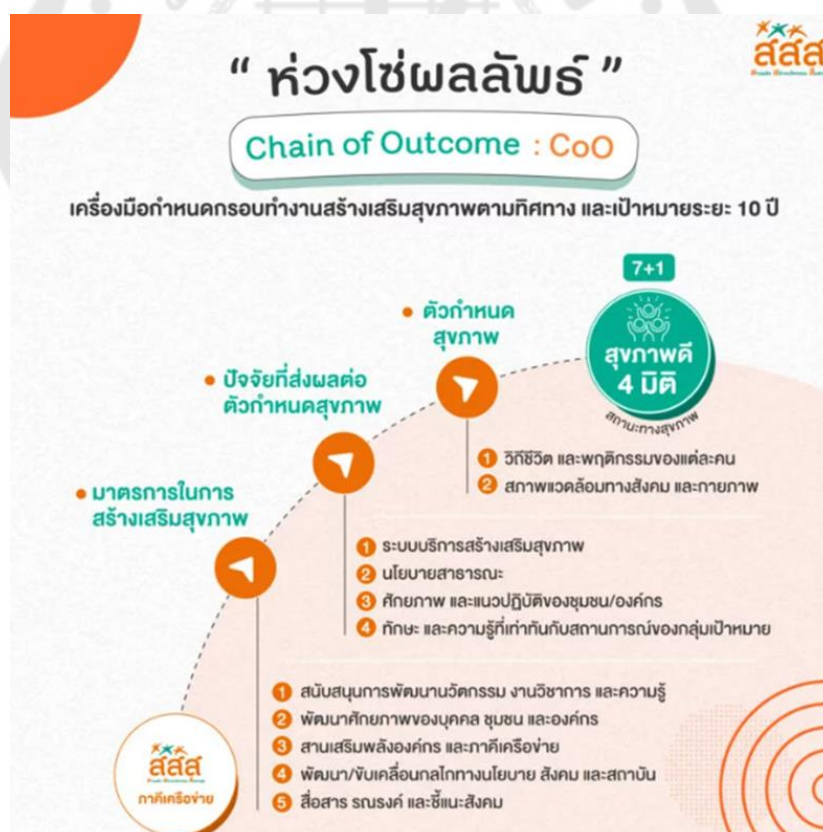 “ ห่วงโซ่ผลลัพธ์ ”
สสส
Chain of Outcome : CoO
เครื่องมือกำหนดกรอบทำงานสร้างเสริมสุขภาพตามทิศทาง และเป้าหมายระยะ 10 ปี
7+1
สุขภาพดี
4 มิติ
สถานะทางสุขภาพ
• ตัวกำหนด
สุขภาพ
1 วิถีชีวิต และพฤติกรรมของแต่ละคน
2 สภาพแวดล้อมทางสังคม และกายภาพ
• ปัจจัยที่ส่งผลต่อ
ตัวกำหนดสุขภาพ
1 ระบบบริการสร้างเสริมสุขภาพ
2 นโยบายสาธารณะ
3 ศักยภาพ และแนวปฏิบัติของชุมชน/องค์กร
4 ทักษะ และความรู้ที่เท่าทันกับสถานการณ์ของกลุ่มเป้าหมาย
• มาตรการในการ
สร้างเสริมสุขภาพ
1 สนับสนุนการพัฒนานวัตกรรม งานวิชาการ และความรู้
2 พัฒนาศักยภาพของบุคคล ชุมชน และองค์กร
3 สานเสริมพลังองค์กร และภาคีเครือข่าย
4 พัฒนา/ขับเคลื่อนกลไกทางนโยบาย สังคม และสถาบัน
5 สื่อสาร รณรงค์ และชี้แนะสังคม
สสส
ภาคีเครือข่าย